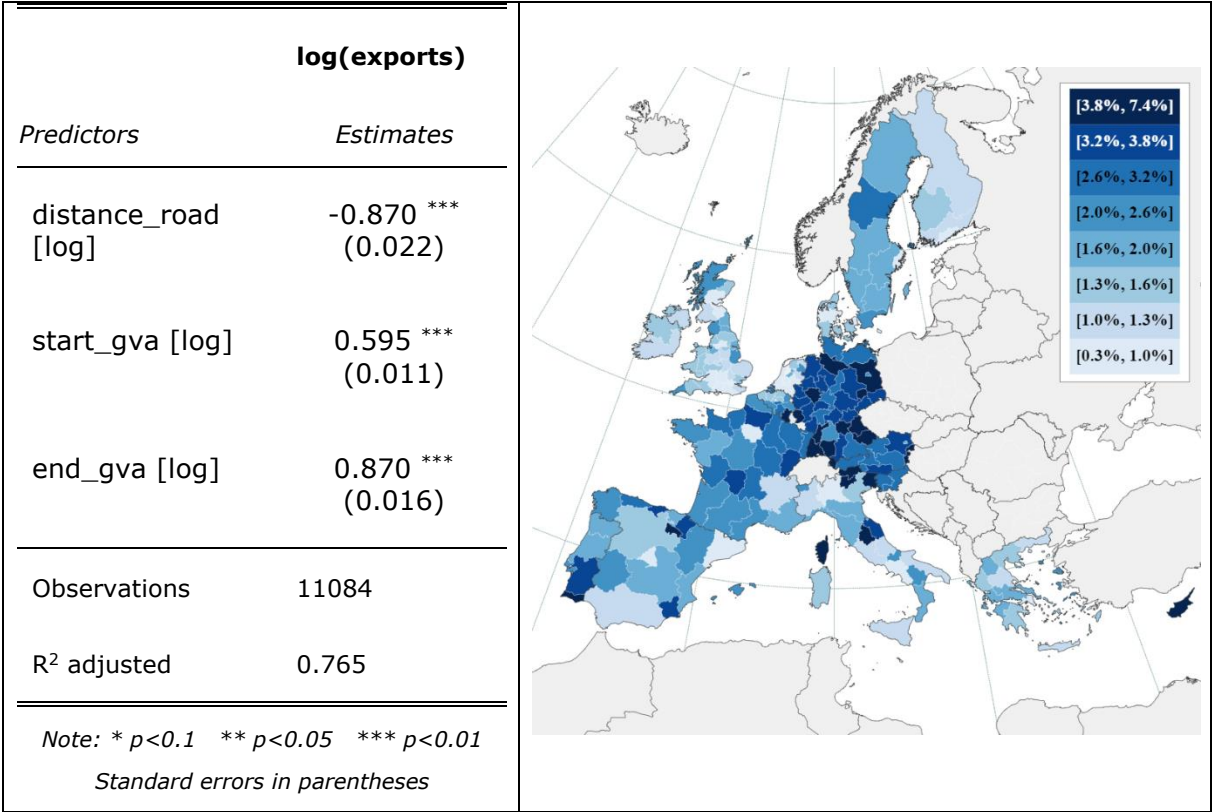 log(exports)
Predictors Estimates
distance_road -0.870 ***
[log] (0.022)
start_gva [log] 0.595 ***
(0.011)
end_gva [log] 0.870 ***
(0.016)
Observations 11084
R2 adjusted 0.765
Note: * p<0.1 ** p<0.05 *** p<0.01
Standard errors in parentheses
[3.8%, 7.4%]
[3.2%, 3.8%]
[2.6%, 3.2%]
[2.0%, 2.6%]
[1.6%, 2.0%]
[1.3%, 1.6%]
[1.0%, 1.3%]
[0.3%, 1.0%]